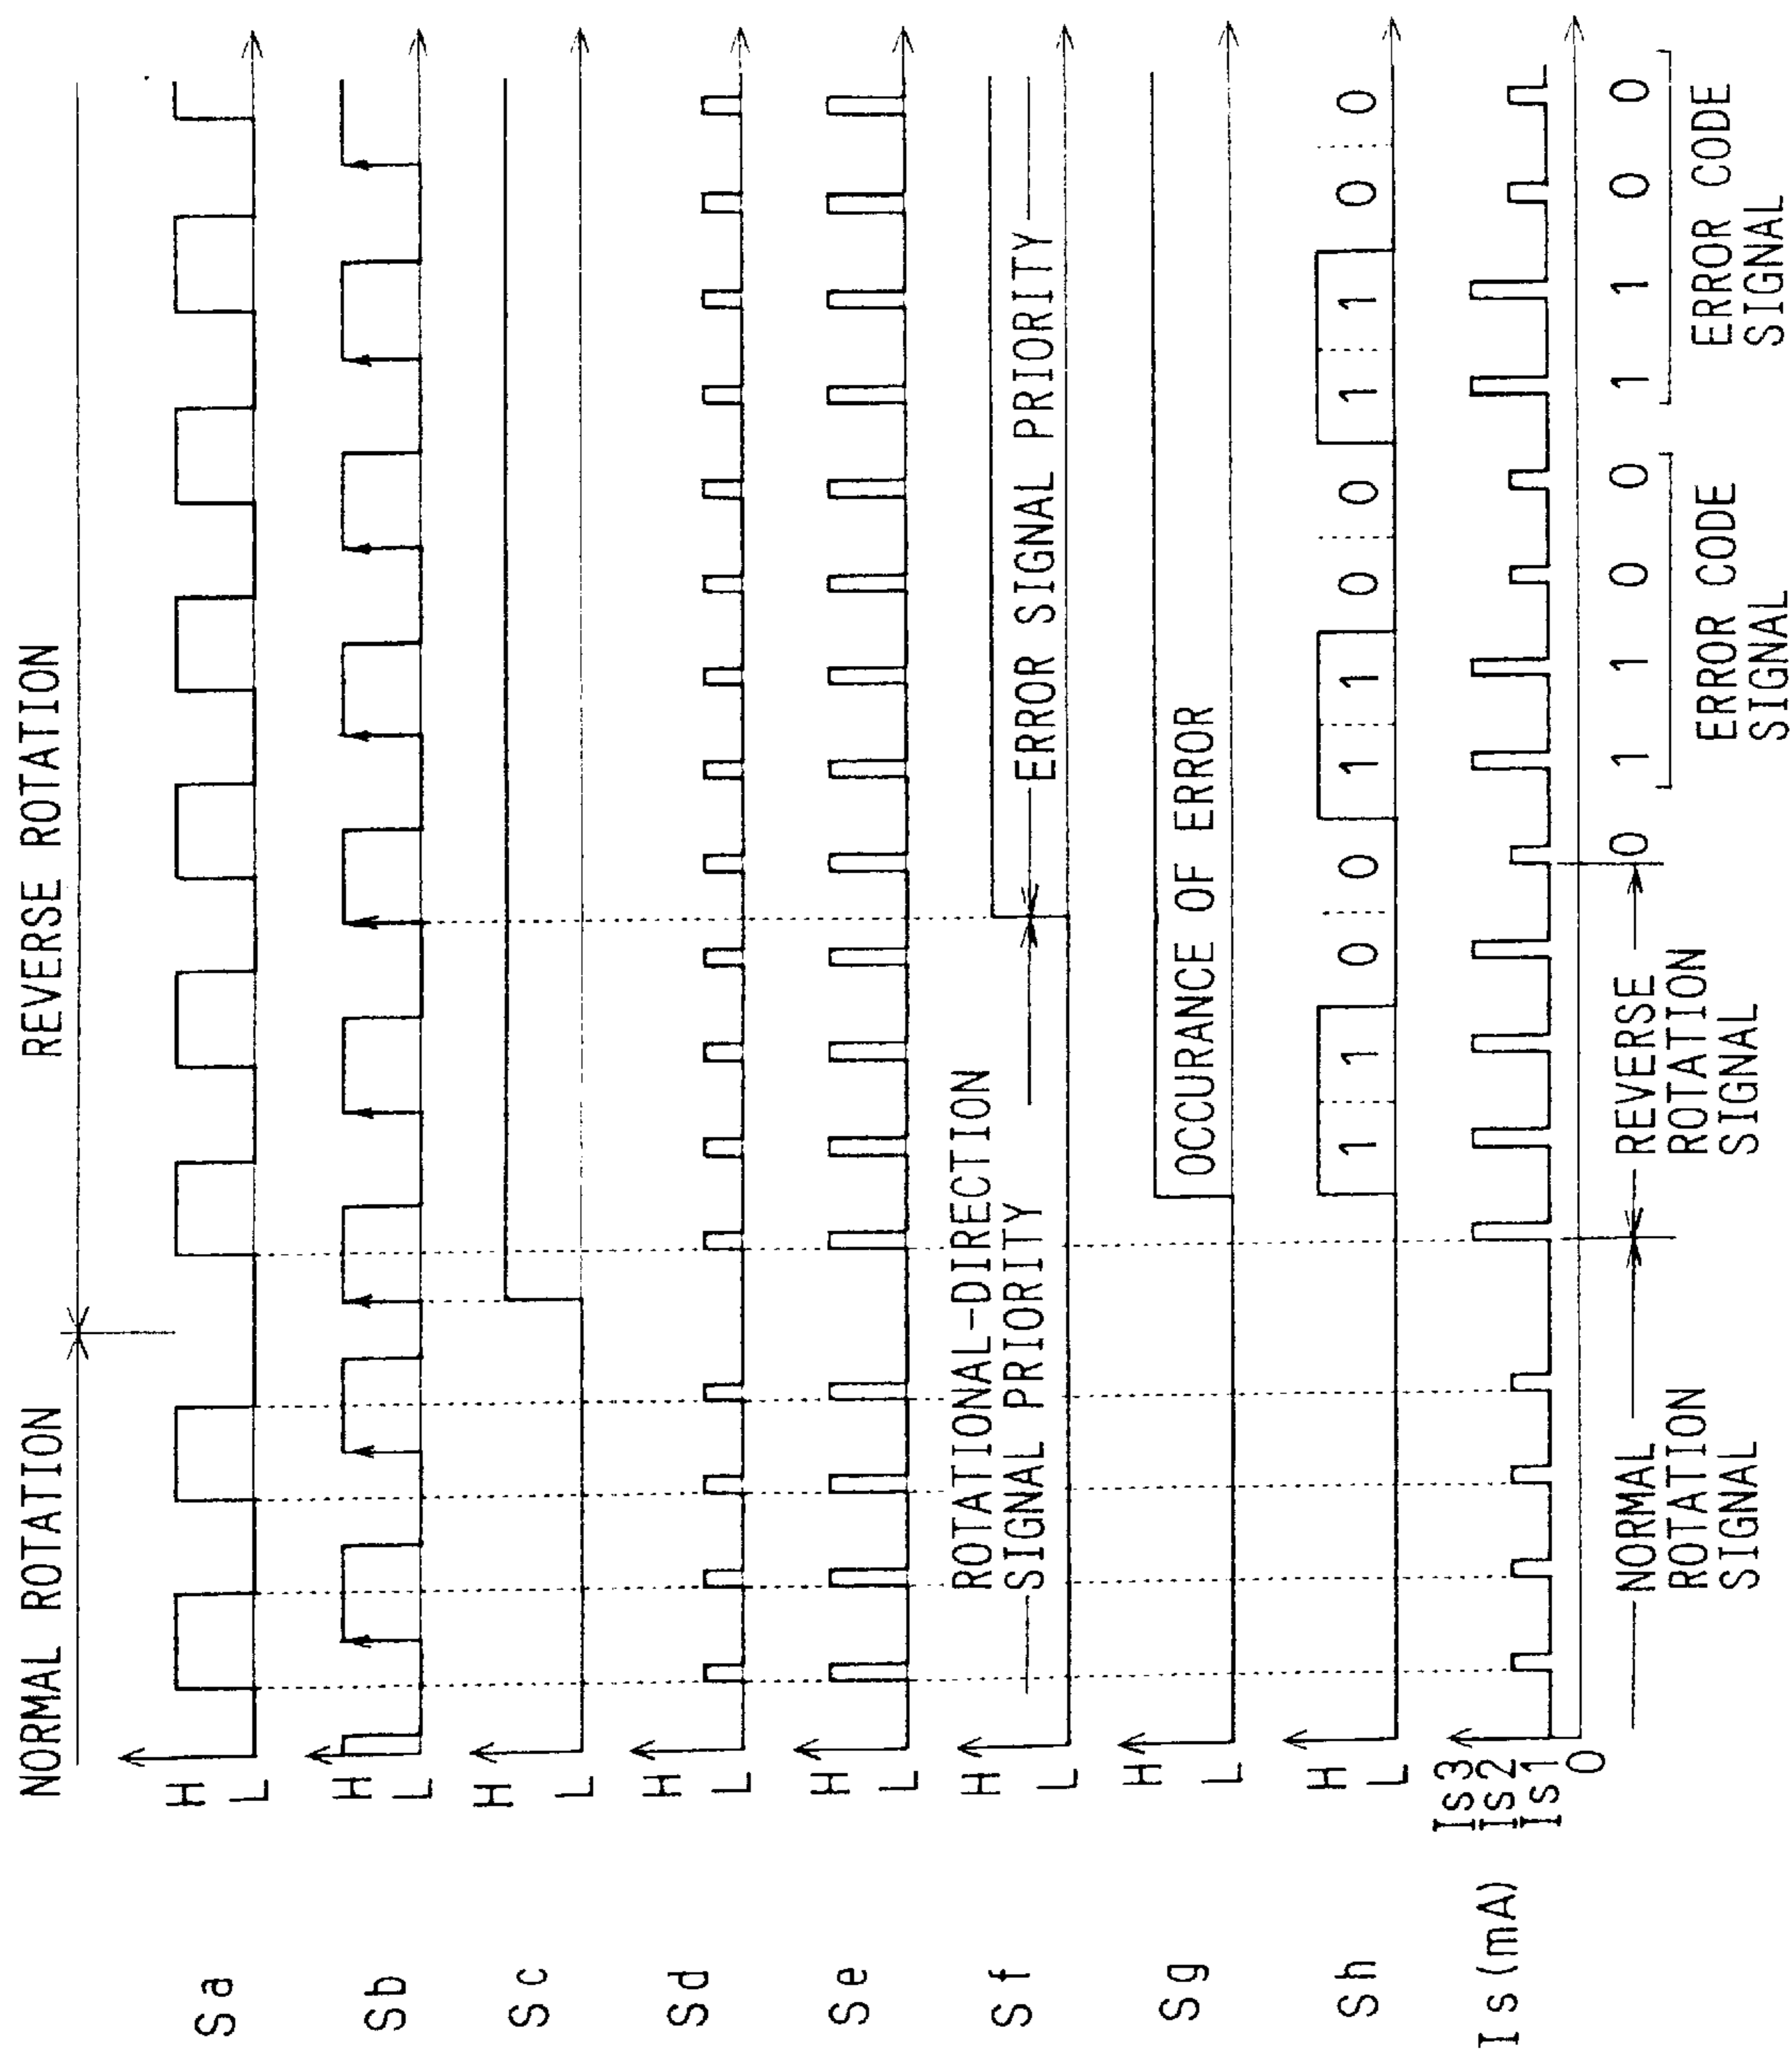 NORMAL ROTATION
REVERSE ROTATION
Sa
H
L
Sb
H
L
Sc
H
L
Sd
H
L
Se
H
L
Sf
H
L
ROTATIONAL-DIRECTION
SIGNAL PRIORITY
ERROR SIGNAL PRIORITY
Sg
H
L
OCCURANCE OF ERROR
Sh
H
L
1 1 0 0 1 1 0 0 1 1 0 0
Is (mA)
Is3
Is2
Is1
0
0 1 1 0 0 1 1 0 0
NORMAL
ROTATION
SIGNAL
REVERSE
ROTATION
SIGNAL
ERROR CODE
SIGNAL
ERROR CODE
SIGNAL